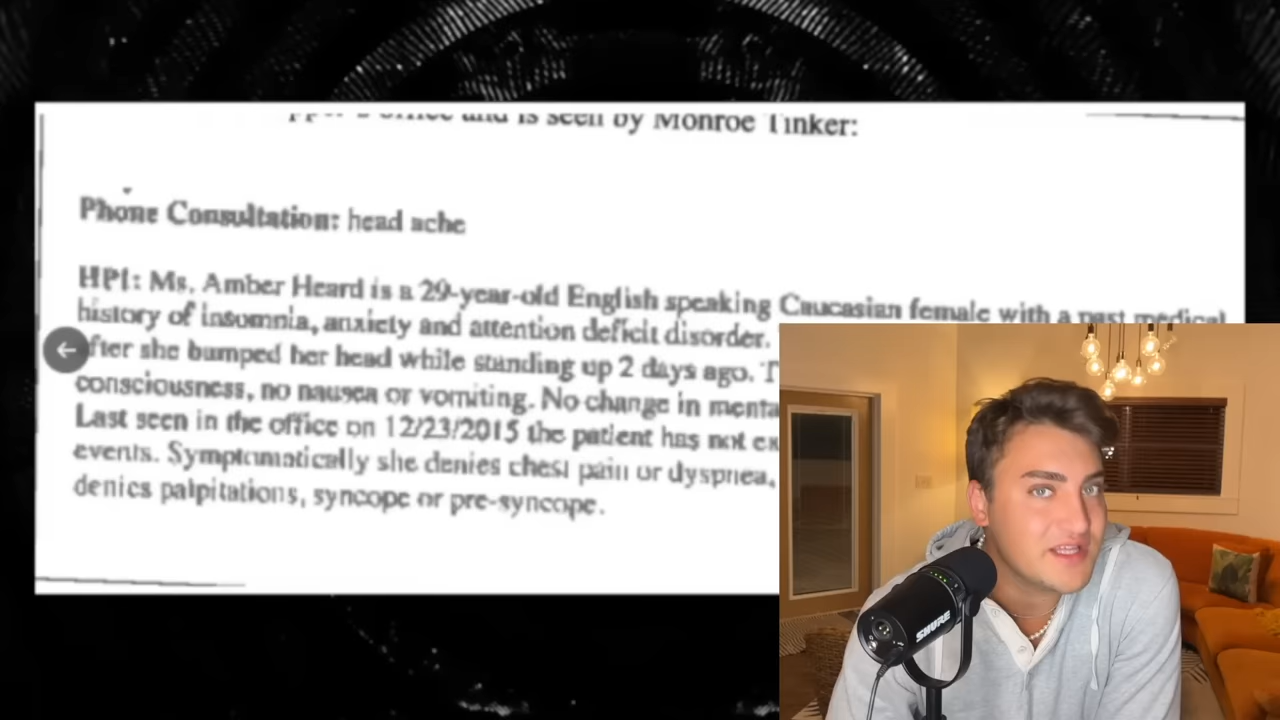 office and is seen by Monroe Tinker:
Phone Consultation: head ache
HPI: Ms. Amber Heard is a 29-year-old English speaking Caucasian female with a past medical
history of insomnia, anxiety and attention deficit disorder.
after she bumped her head while standing up 2 days ago. T
consciousness, no nausea or vomiting. No change in menta
Last seen in the office on 12/23/2015 the patient has not ex
events. Symptomatically she denies chest pain or dyspnea,
denies palpitations, syncope or pre-syncope.
SHURE